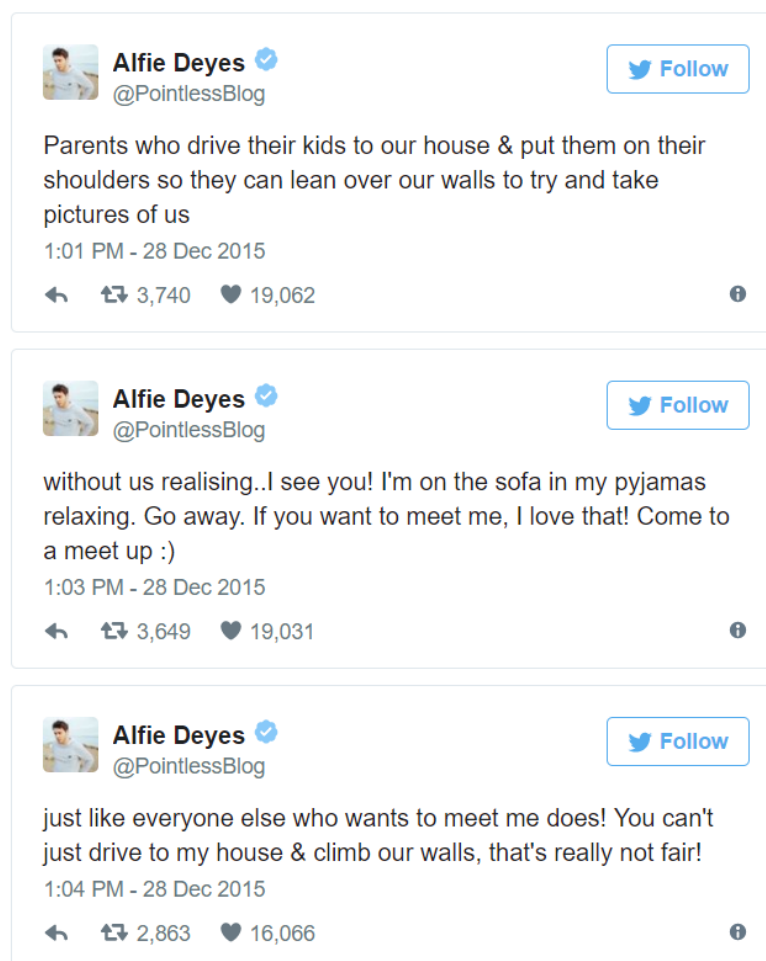 Alfie Deyes
Follow
@PointlessBlog
Parents who drive their kids to our house & put them on their
shoulders so they can lean over our walls to try and take
pictures of us
1:01 PM - 28 Dec 2015
3,740 19,062
Alfie Deyes
Follow
@PointlessBlog
without us realising..I see you! I'm on the sofa in my pyjamas
relaxing. Go away. If you want to meet me, I love that! Come to
a meet up :)
1:03 PM - 28 Dec 2015
3,649 19,031
Alfie Deyes
Follow
@PointlessBlog
just like everyone else who wants to meet me does! You can't
just drive to my house & climb our walls, that's really not fair!
1:04 PM - 28 Dec 2015
2,863 16,066